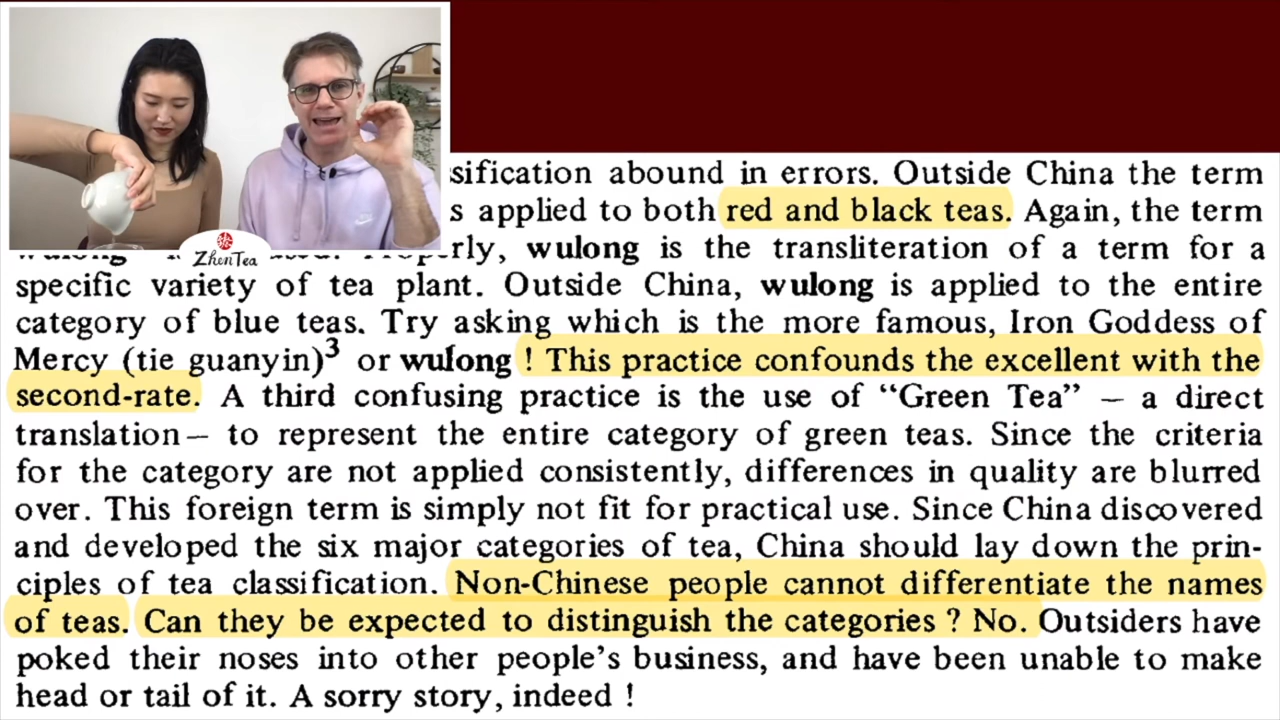 ZhenTea
sification abound in errors. Outside China the term
s applied to both red and black teas. Again, the term
wulong is the transliteration of a term for a
specific variety of tea plant. Outside China, wulong is applied to the entire
category of blue teas. Try asking which is the more famous, Iron Goddess of
Mercy (tie guanyin)3 or wulong ! This practice confounds the excellent with the
second-rate. A third confusing practice is the use of “Green Tea” — a direct
translation— to represent the entire category of green teas. Since the criteria
for the category are not applied consistently, differences in quality are blurred
over. This foreign term is simply not fit for practical use. Since China discovered
and developed the six major categories of tea, China should lay down the prin-
ciples of tea classification. Non-Chinese people cannot differentiate the names
of teas. Can they be expected to distinguish the categories ? No. Outsiders have
poked their noses into other people’s business, and have been unable to make
head or tail of it. A sorry story, indeed !